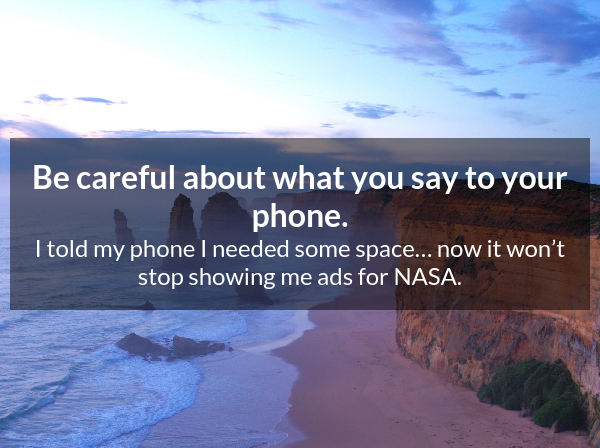 Be careful about what you say to your
phone.
I told my phone I needed some space... now it won’t
stop showing me ads for NASA.